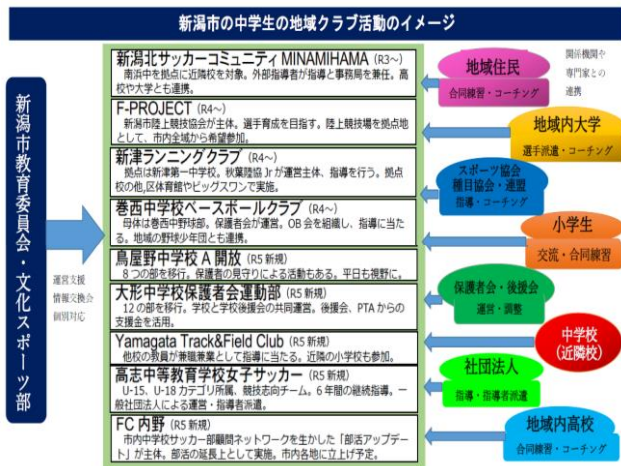 新潟市の中学生の地域クラブ活動のイメージ
新潟市教育委員会・文化スポーツ部
運営支援
情報交換会
個別対応
新潟北サッカーコミュニティ MINAMIHAMA (R3～)
南浜中を拠点に近隣校を対象。外部指導者が指導と事務局を兼任。高
校や大学とも連携。
F-PROJECT (R4～)
新潟市陸上競技協会が主体。選手育成を目指す。陸上競技場を拠点地
として、市内全域から希望参加。
新津ランニングクラブ (R4～)
拠点は新津第一中学校。秋葉陸協 Jr が運営主体、指導を行う。拠点
校の他,区体育館やビッグスワンで実施。
巻西中学校ベースボールクラブ (R4～)
母体は巻西中野球部。保護者会が運営。OB 会を組織し、指導に当た
る。地域の野球少年団とも連携。
鳥屋野中学校 A 開放 (R5 新規)
8 つの部を移行。保護者の見守りによる活動もある。平日も視野に。
大形中学校保護者会運動部 (R5 新規)
12 の部を移行。学校と学校後援会の共同運営。後援会、PTA からの
支援金を活用。
Yamagata Track&Field Club (R5 新規)
他校の教員が兼職兼業として指導に当たる。近隣の小学校も参加。
高志中等教育学校女子サッカー (R5 新規)
U-15、U-18 カテゴリ所属、競技志向チーム。6 年間の継続指導。一
般社団法人による運営・指導者派遣。
FC 内野 (R5 新規)
市内中学校サッカー部顧問ネットワークを生かした「部活アップデー
ト」が主体。部活の延長上として実施。市内各地に立上げ予定。
地域住民
合同練習・コーチング
関係機関や
専門家との
連携
地域内大学
選手派遣・コーチング
スポーツ協会
種目協会・連盟
指導・コーチング
小学生
交流・合同練習
保護者会・後援会
運営・調整
中学校
(近隣校)
社団法人
指導・指導者派遣
地域内高校
合同練習・コーチング